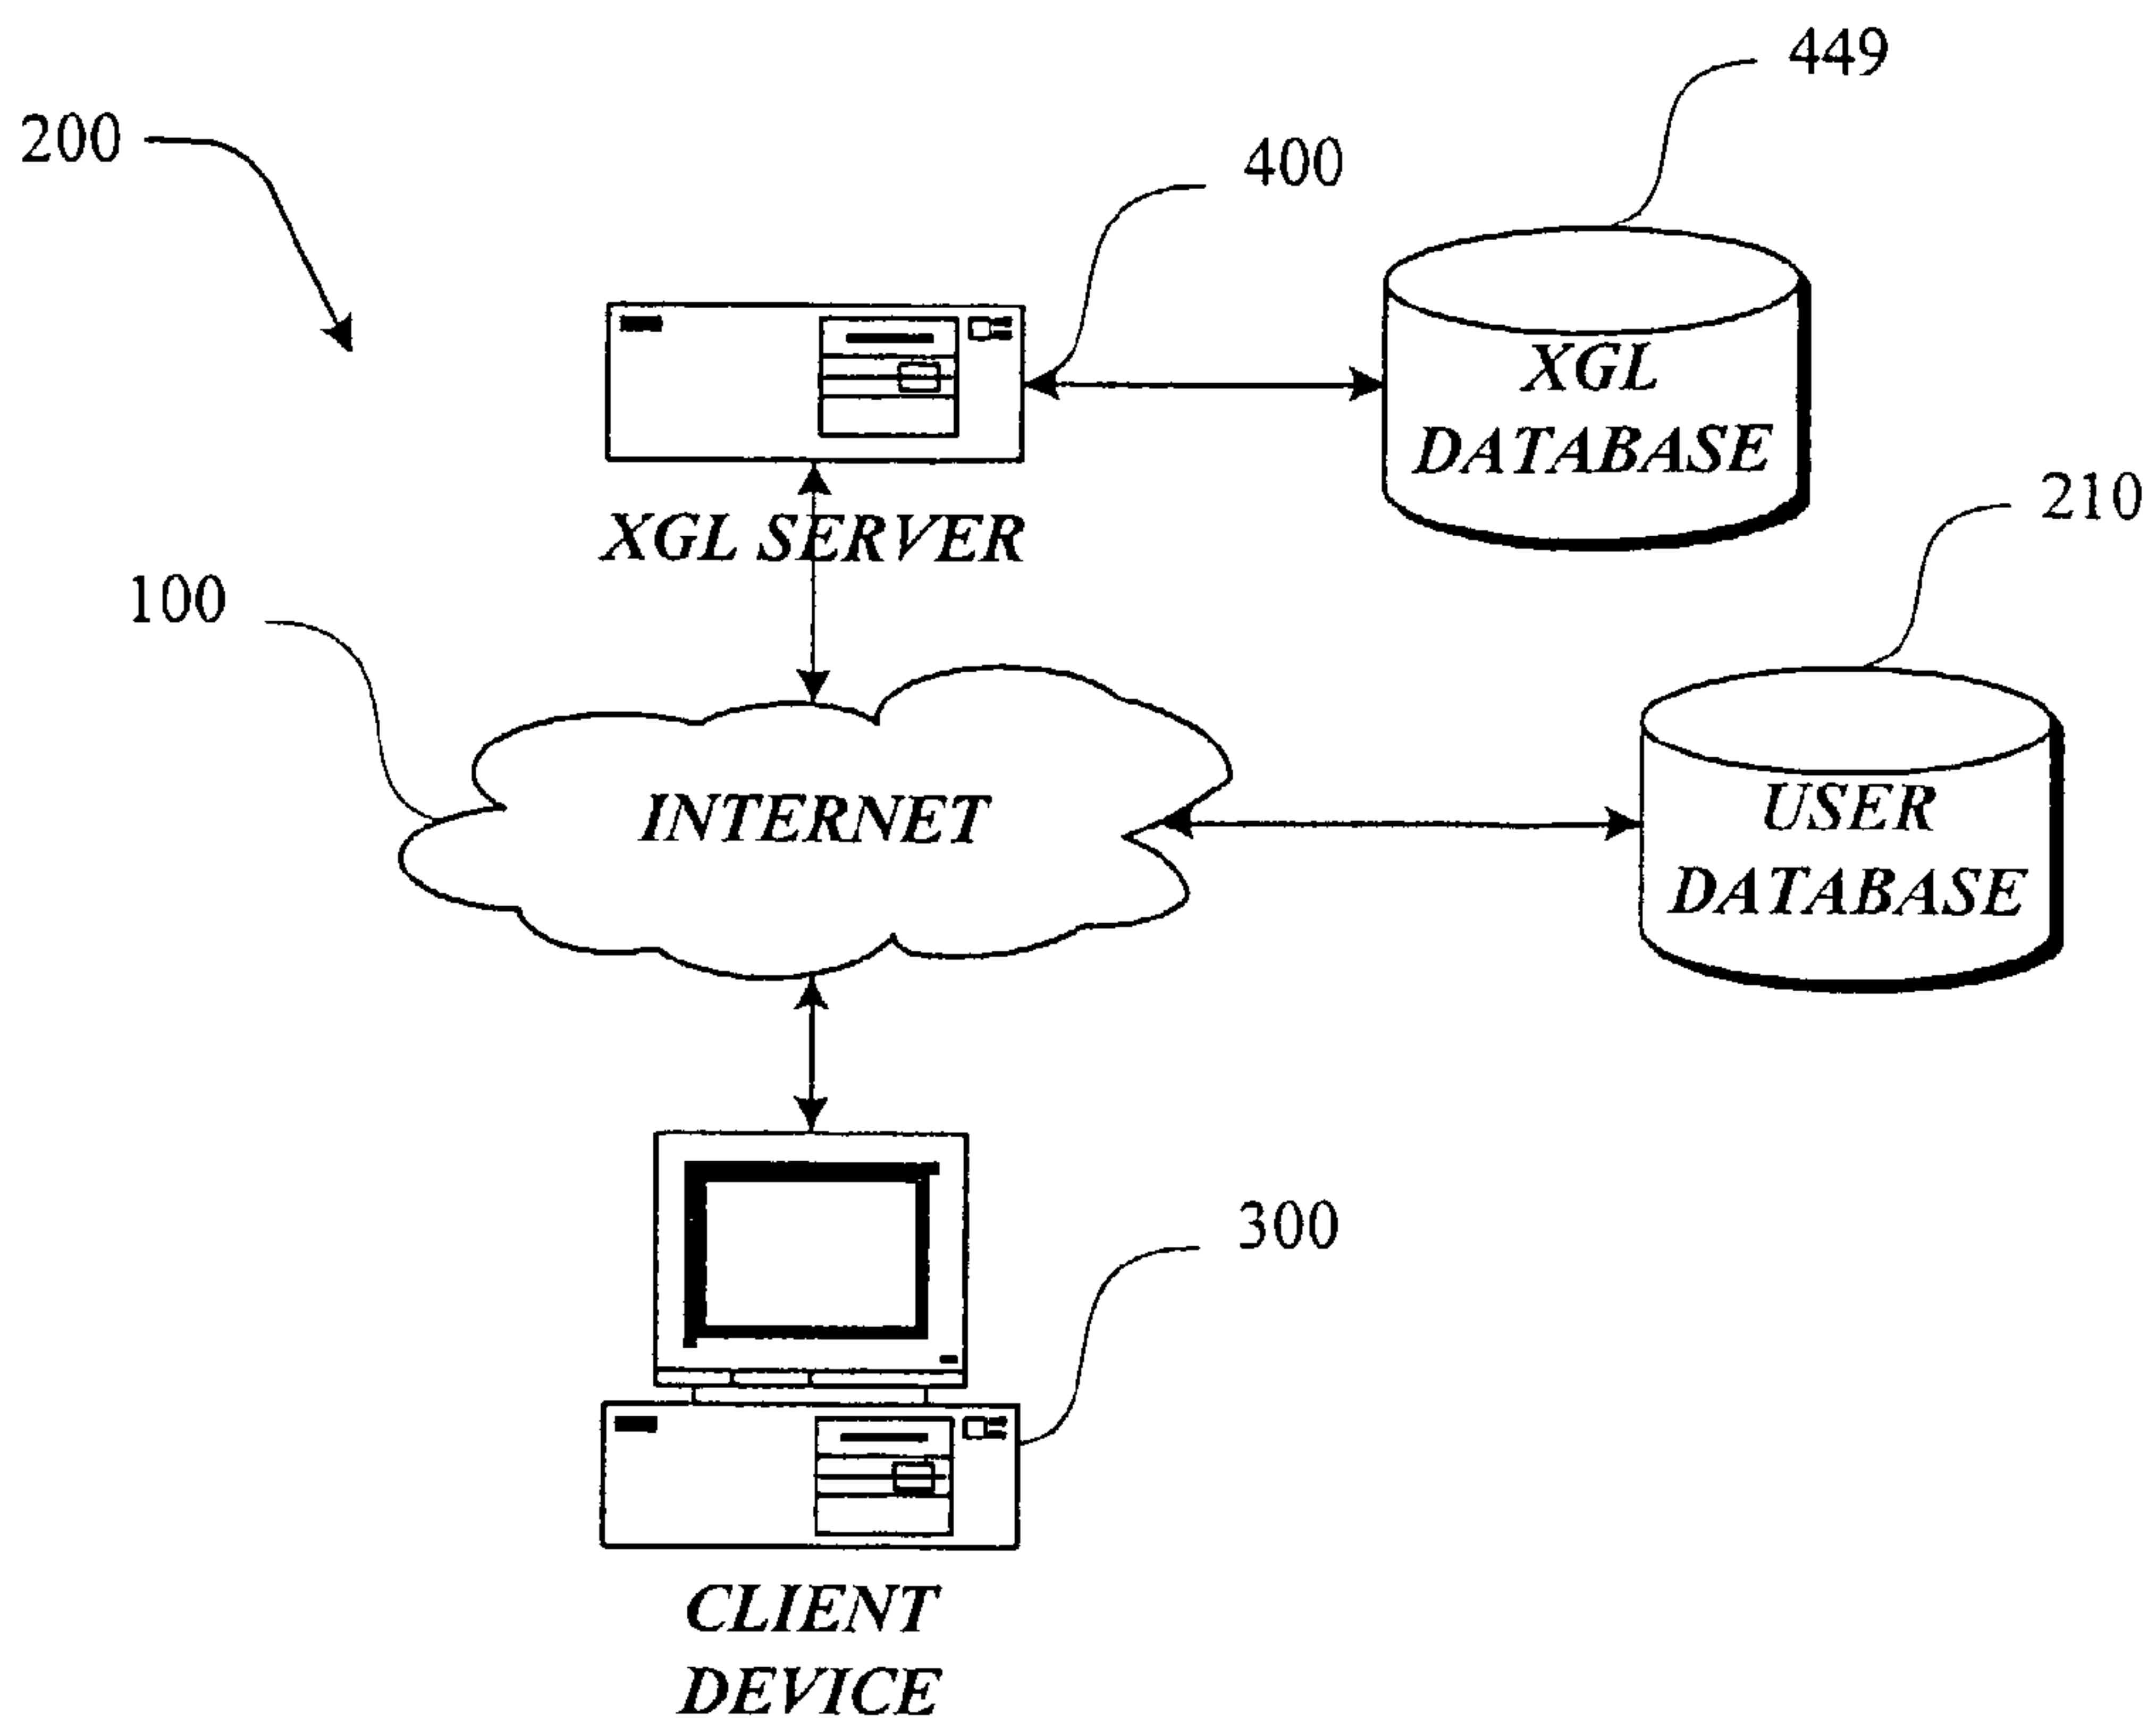 449
200
400
XGL
DATABASE
210
XGL SERVER
100
INTERNET
USER
DATABASE
300
CLIENT
DEVICE